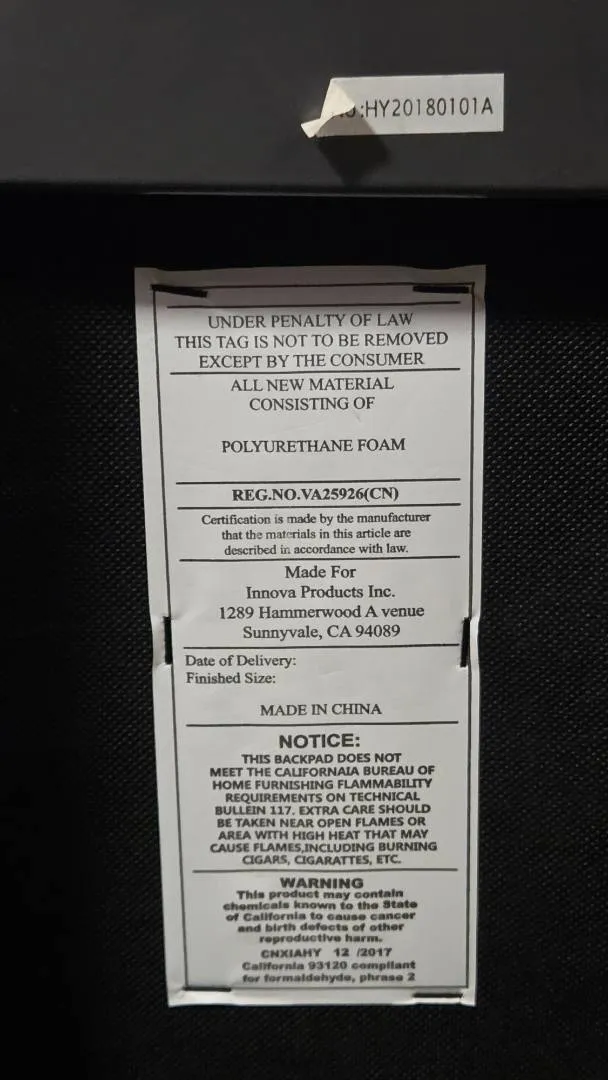 :HY20180101A
UNDER PENALTY OF LAW
THIS TAG IS NOT TO BE REMOVED
EXCEPT BY THE CONSUMER
ALL NEW MATERIAL
CONSISTING OF
POLYURETHANE FOAM
REG.NO.VA25926(CN)
Certification is made by the manufacturer
that the materials in this article are
described in accordance with law.
Made For
Innova Products Inc.
1289 Hammerwood A venue
Sunnyvale, CA 94089
Date of Delivery:
Finished Size:
MADE IN CHINA
NOTICE:
THIS BACKPAD DOES NOT
MEET THE CALIFORNAIA BUREAU OF
HOME FURNISHING FLAMMABILITY
REQUIREMENTS ON TECHNICAL
BULLEIN 117. EXTRA CARE SHOULD
BE TAKEN NEAR OPEN FLAMES OR
AREA WITH HIGH HEAT THAT MAY
CAUSE FLAMES,INCLUDING BURNING
CIGARS, CIGARATTES, ETC.
WARNING
This product may contain
chemicals known to the State
of California to cause cancer
and birth defects of other
reproductive harm.
CNXIAHY 12 /2017
California 93120 compliant
for formaldehyde, phrase 2